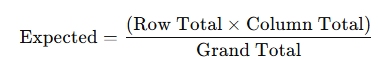 Expected = (Row Total × Column Total)
Grand Total